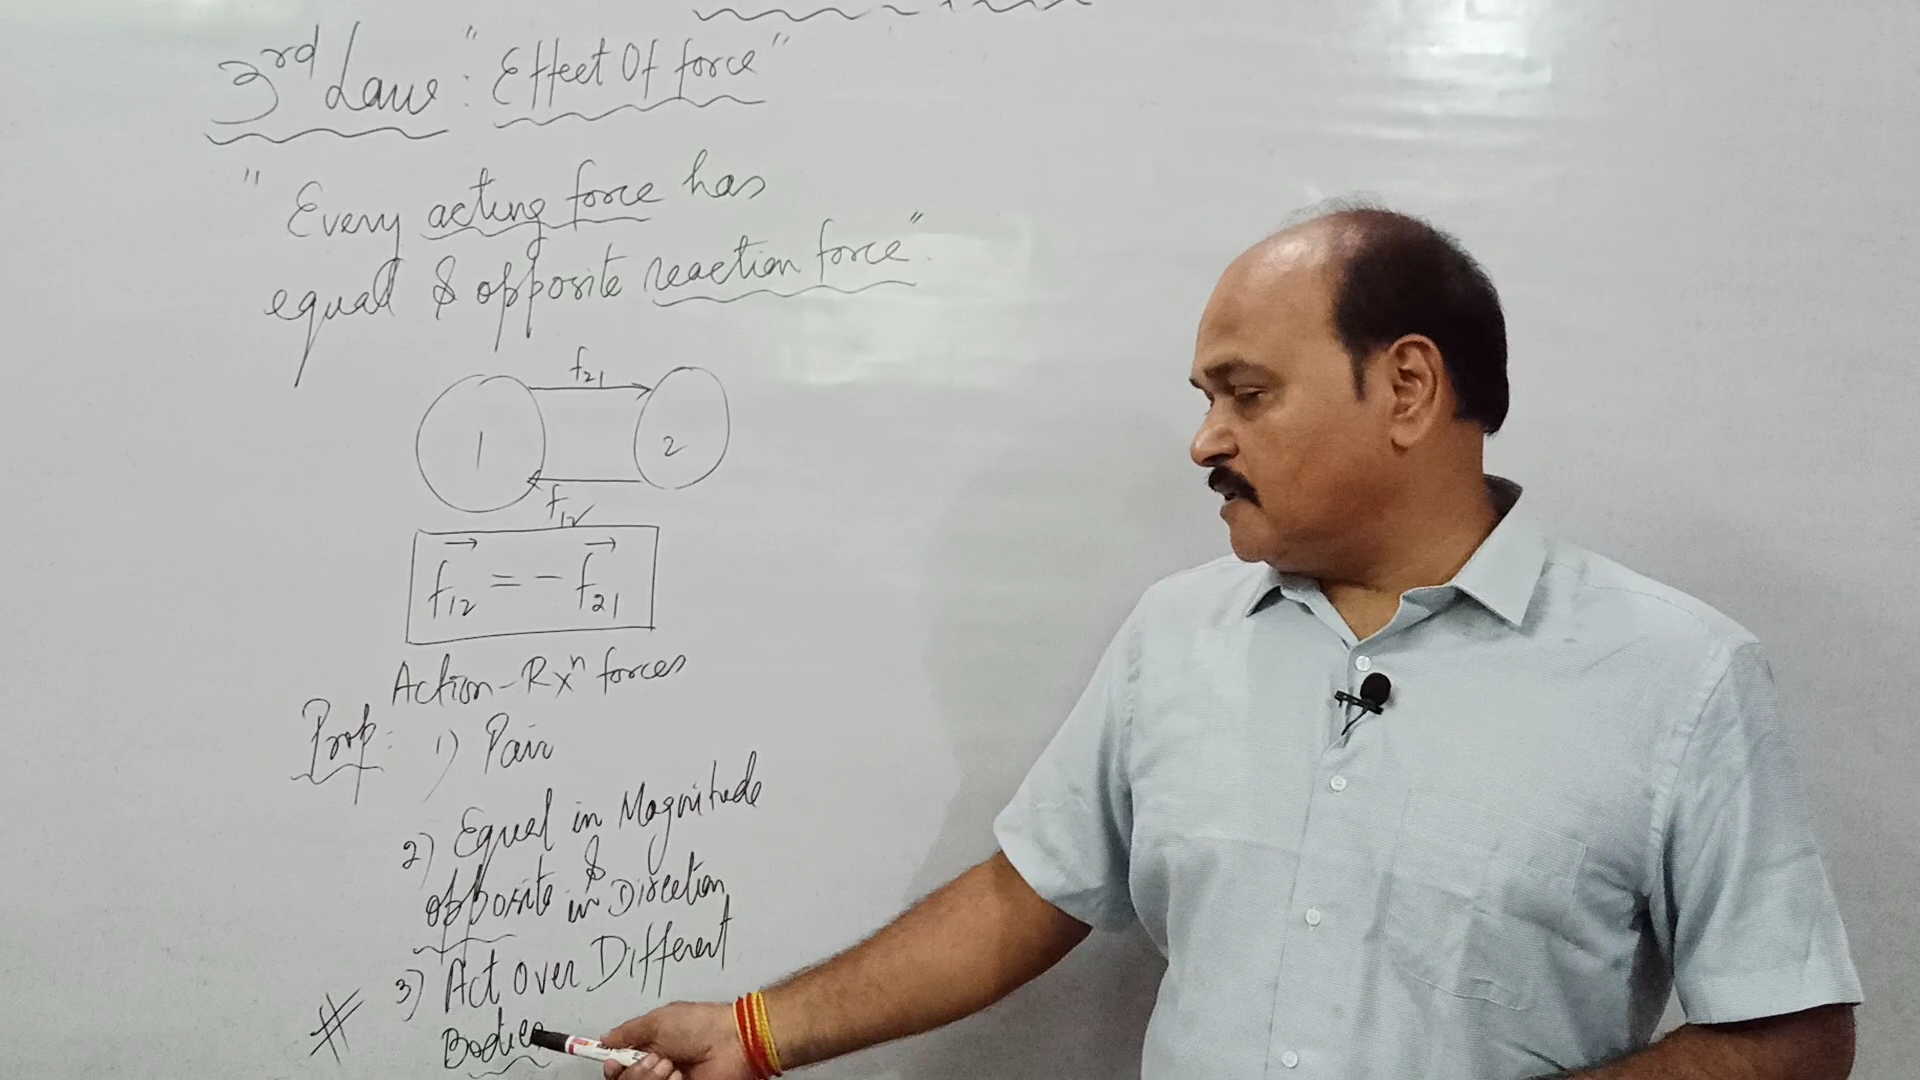 3rd Law: "Effect Of force"
"Every acting force has
equal & opposite reaction force".
f21
1 2
f12
f12 = - f21
Action-Rxn forces
Prop: 1) Pair
2) Equal in Magnitude
&
opposite in Direction
3) Act over Different
# Bodies